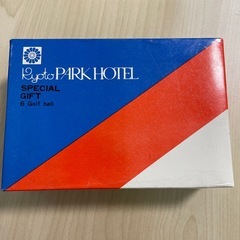 Kyoto PARK HOTEL
SPECIAL
GIFT
6 Golf ball